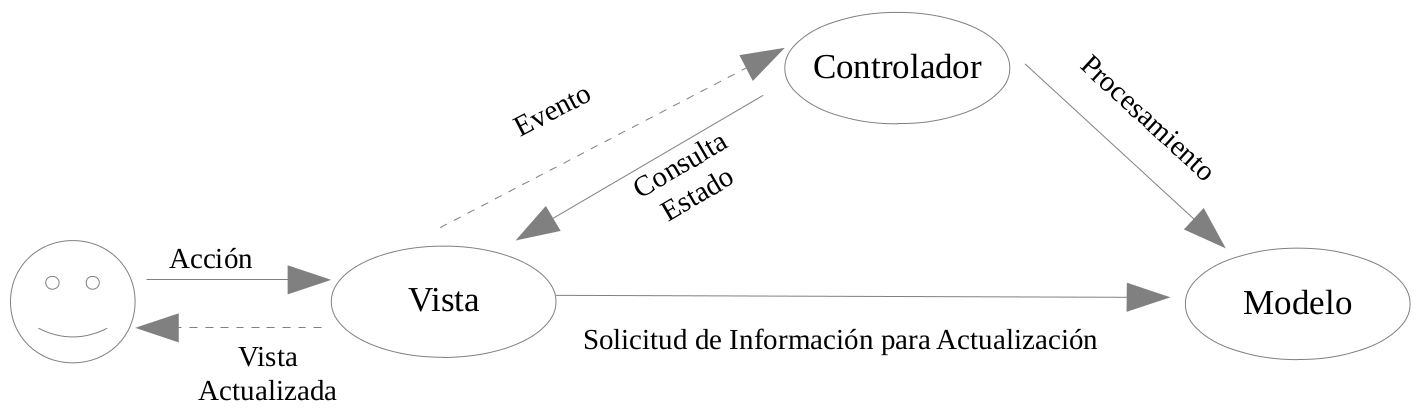 Controlador
Procesamiento
Evento
Consulta
Estado
Acción
Vista
Modelo
Solicitud de Información para Actualización
Vista
Actualizada